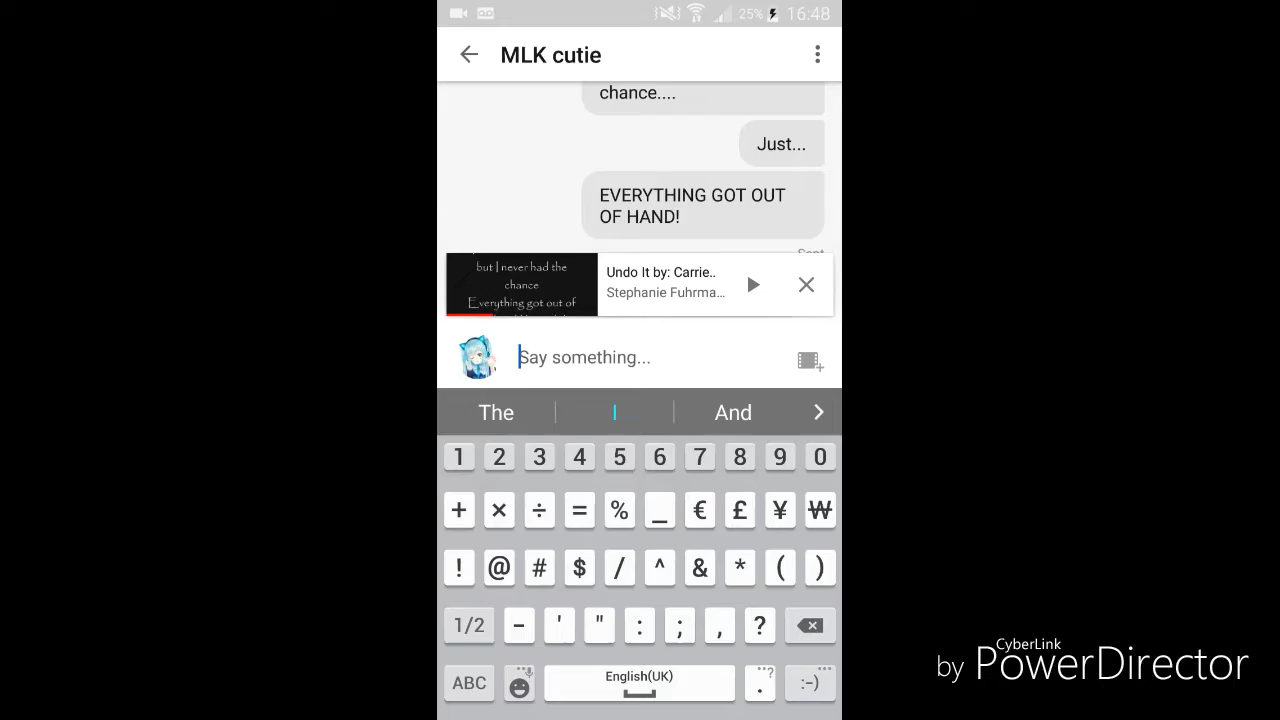 25% 16:48
MLK cutie
chance....
Just...
EVERYTHING GOT OUT
OF HAND!
Sent
but I never had the
chance
Everything got out of
Undo It by: Carrie..
Stephanie Fuhrma...
Say something...
The I And
1 2 3 4 5 6 7 8 9 0
+ × ÷ = % _ € £ ¥ ₩
! @ # $ / ^ & * ( )
1/2 - ' " : ; , ?
ABC English(UK) . :-)
CyberLink
by PowerDirector